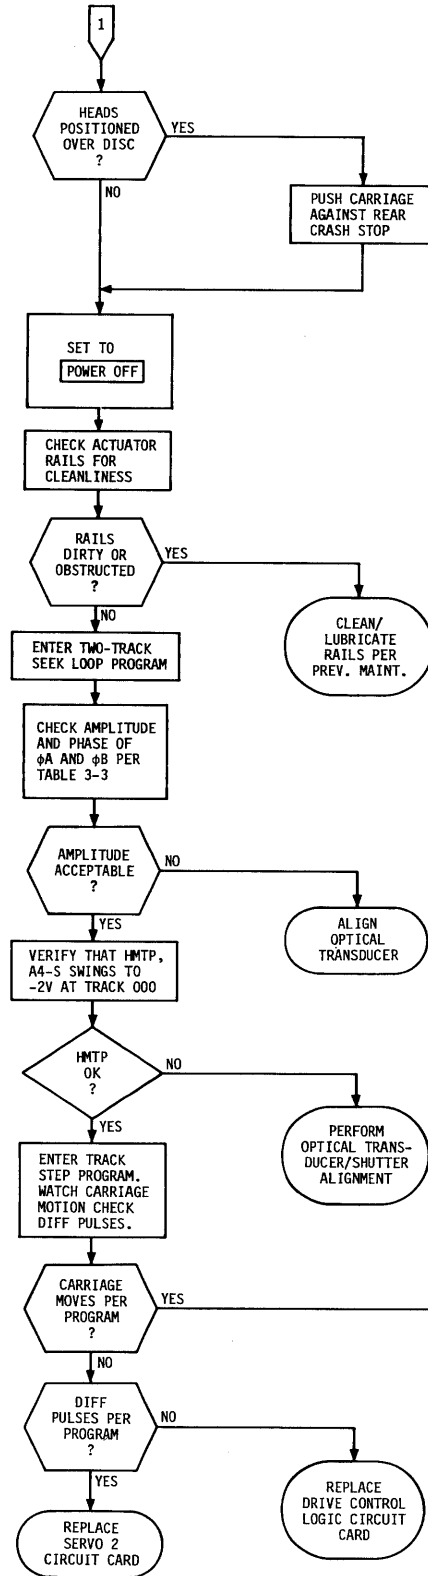 1
HEADS
POSITIONED
OVER DISC
?
YES
NO
PUSH CARRIAGE
AGAINST REAR
CRASH STOP
SET TO
POWER OFF
CHECK ACTUATOR
RAILS FOR
CLEANLINESS
RAILS
DIRTY OR
OBSTRUCTED
?
YES
NO
CLEAN/
LUBRICATE
RAILS PER
PREV. MAINT.
ENTER TWO-TRACK
SEEK LOOP PROGRAM
CHECK AMPLITUDE
AND PHASE OF
ϕA AND ϕB PER
TABLE 3-3
AMPLITUDE
ACCEPTABLE
?
NO
YES
ALIGN
OPTICAL
TRANSDUCER
VERIFY THAT HMTP,
A4-S SWINGS TO
-2V AT TRACK 000
HMTP
OK
?
NO
YES
PERFORM
OPTICAL TRANS-
DUCER/SHUTTER
ALIGNMENT
ENTER TRACK
STEP PROGRAM.
WATCH CARRIAGE
MOTION CHECK
DIFF PULSES.
CARRIAGE
MOVES PER
PROGRAM
?
YES
NO
DIFF
PULSES PER
PROGRAM
?
NO
YES
REPLACE
DRIVE CONTROL
LOGIC CIRCUIT
CARD
REPLACE
SERVO 2
CIRCUIT CARD